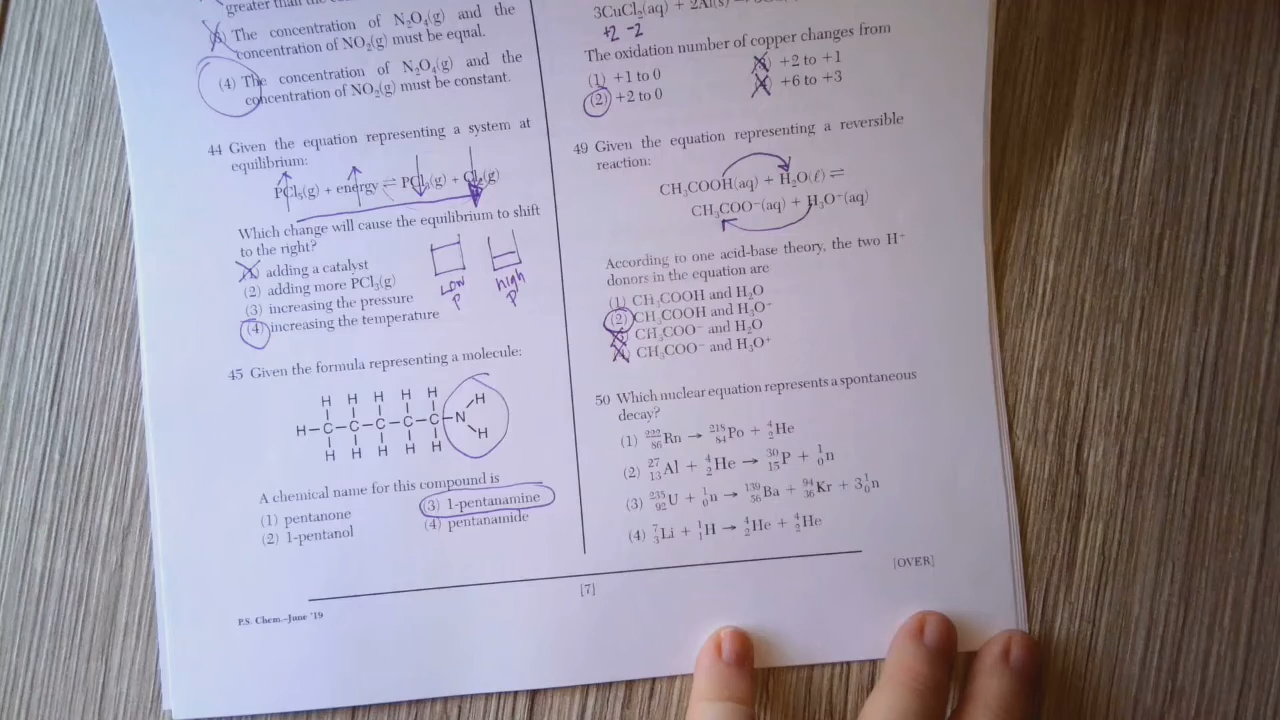 greater than the
The concentration of N₂O₄(g) and the
concentration of NO₂(g) must be equal.
(4) The concentration of N₂O₄(g) and the
concentration of NO₂(g) must be constant.
44 Given the equation representing a system at
equilibrium:
PCl₅(g) + energy ⇌ PCl₃(g) + Cl₂(g)
Which change will cause the equilibrium to shift
to the right?
adding a catalyst
(2) adding more PCl₃(g)
(3) increasing the pressure
(4) increasing the temperature
Low
P
high
P
45 Given the formula representing a molecule:
H H H H H
H–C–C–C–C–C–N
H
H
H H H H H
A chemical name for this compound is
(1) pentanone
(2) 1-pentanol
(3) 1-pentanamine
(4) pentanamide
3CuCl₂(aq) + 2Al(s)
+2 -2
The oxidation number of copper changes from
(1) +1 to 0
(2) +2 to 0
+2 to +1
+6 to +3
49 Given the equation representing a reversible
reaction:
CH₃COOH(aq) + H₂O(ℓ) ⇌
CH₃COO⁻(aq) + H₃O⁺(aq)
According to one acid-base theory, the two H⁺
donors in the equation are
(1) CH₃COOH and H₂O
(2) CH₃COOH and H₃O⁺
CH₃COO⁻ and H₂O
CH₃COO⁻ and H₃O⁺
50 Which nuclear equation represents a spontaneous
decay?
(1) ²²²₈₆Rn → ²¹⁸₈₄Po + ⁴₂He
(2) ²⁷₁₃Al + ⁴₂He → ³⁰₁₅P + ¹₀n
(3) ²³⁵₉₂U + ¹₀n → ¹³⁹₅₆Ba + ⁹⁴₃₆Kr + 3¹₀n
(4) ⁷₃Li + ¹₁H → ⁴₂He + ⁴₂He
[7]
[OVER]
P.S. Chem.–June '19